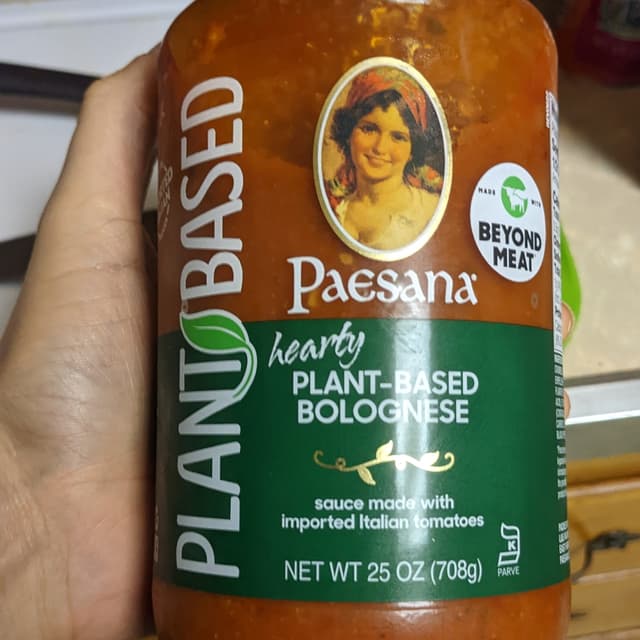 PLANT BASED
Paesana
MADE WITH
BEYOND
MEAT
hearty
PLANT-BASED
BOLOGNESE
sauce made with
imported Italian tomatoes
NET WT 25 OZ (708g)
K
PARVE